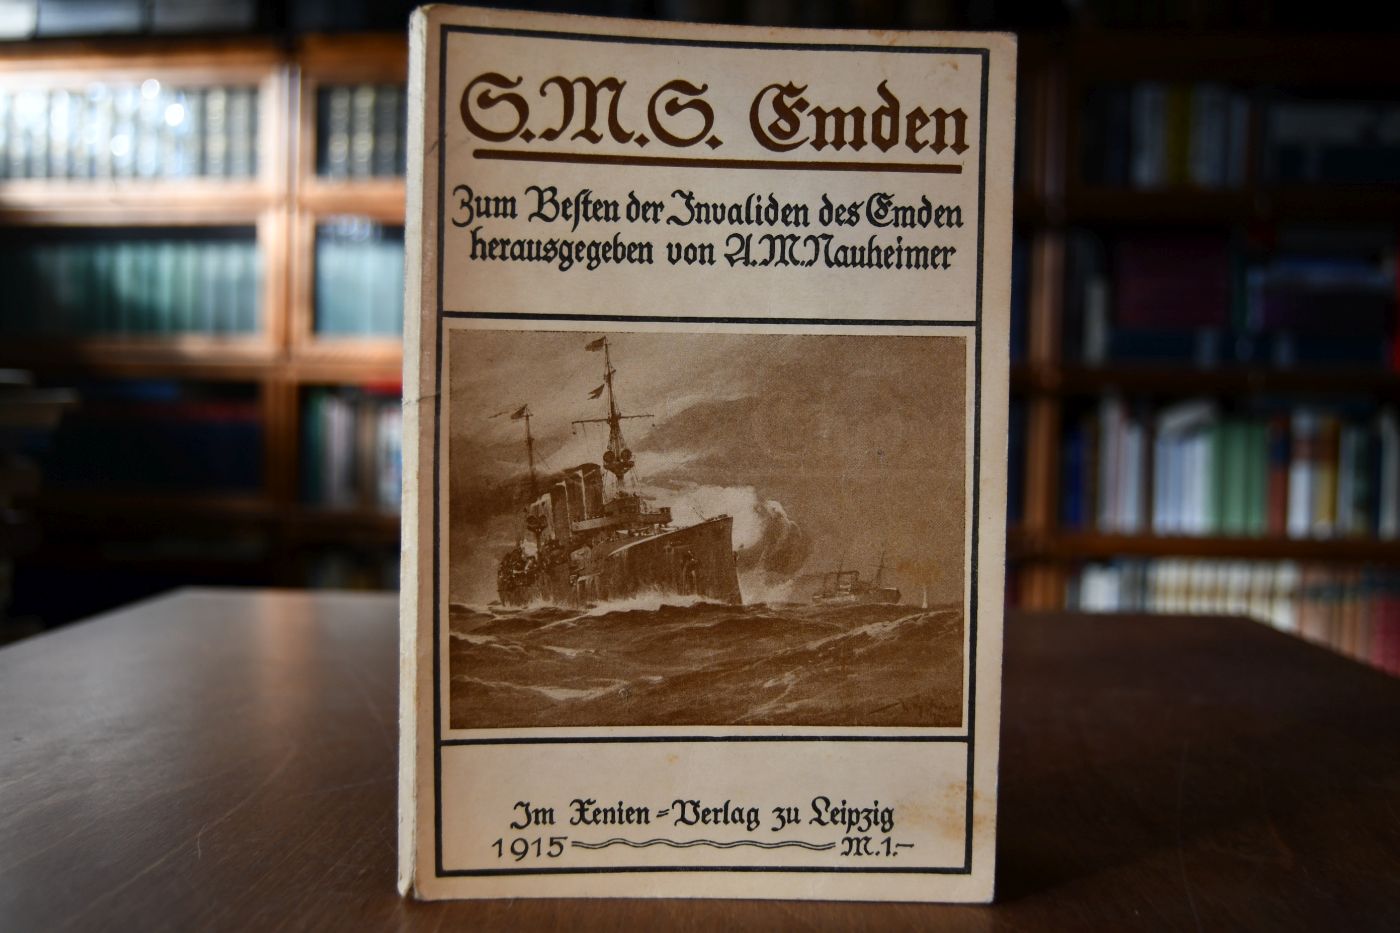 S.M.S. Emden
Zum Besten der Invaliden des Emden
herausgegeben von A.M.Nauheimer
Im Xenien-Verlag zu Leipzig
1915 M.1.-